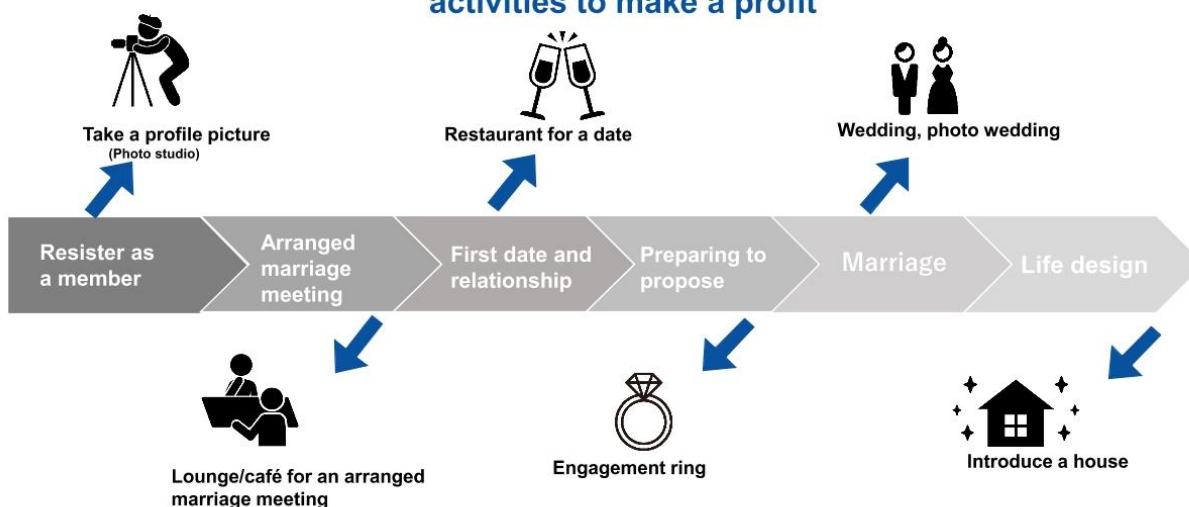 activities to make a profit
Take a profile picture
(Photo studio)
Restaurant for a date
Wedding, photo wedding
Resister as
a member
Arranged
marriage
meeting
First date and
relationship
Preparing to
propose
Marriage
Life design
Lounge/café for an arranged
marriage meeting
Engagement ring
Introduce a house